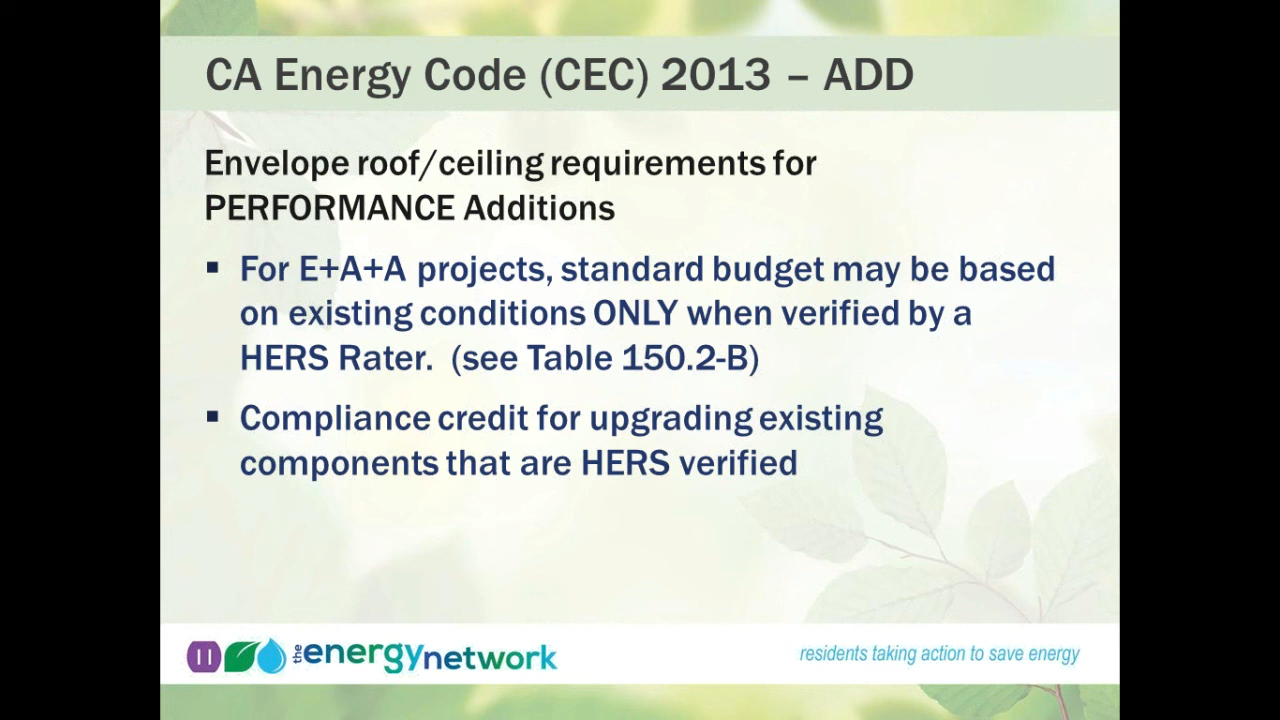 CA Energy Code (CEC) 2013 – ADD
Envelope roof/ceiling requirements for
PERFORMANCE Additions
▪ For E+A+A projects, standard budget may be based
on existing conditions ONLY when verified by a
HERS Rater. (see Table 150.2-B)
▪ Compliance credit for upgrading existing
components that are HERS verified
the energynetwork
residents taking action to save energy